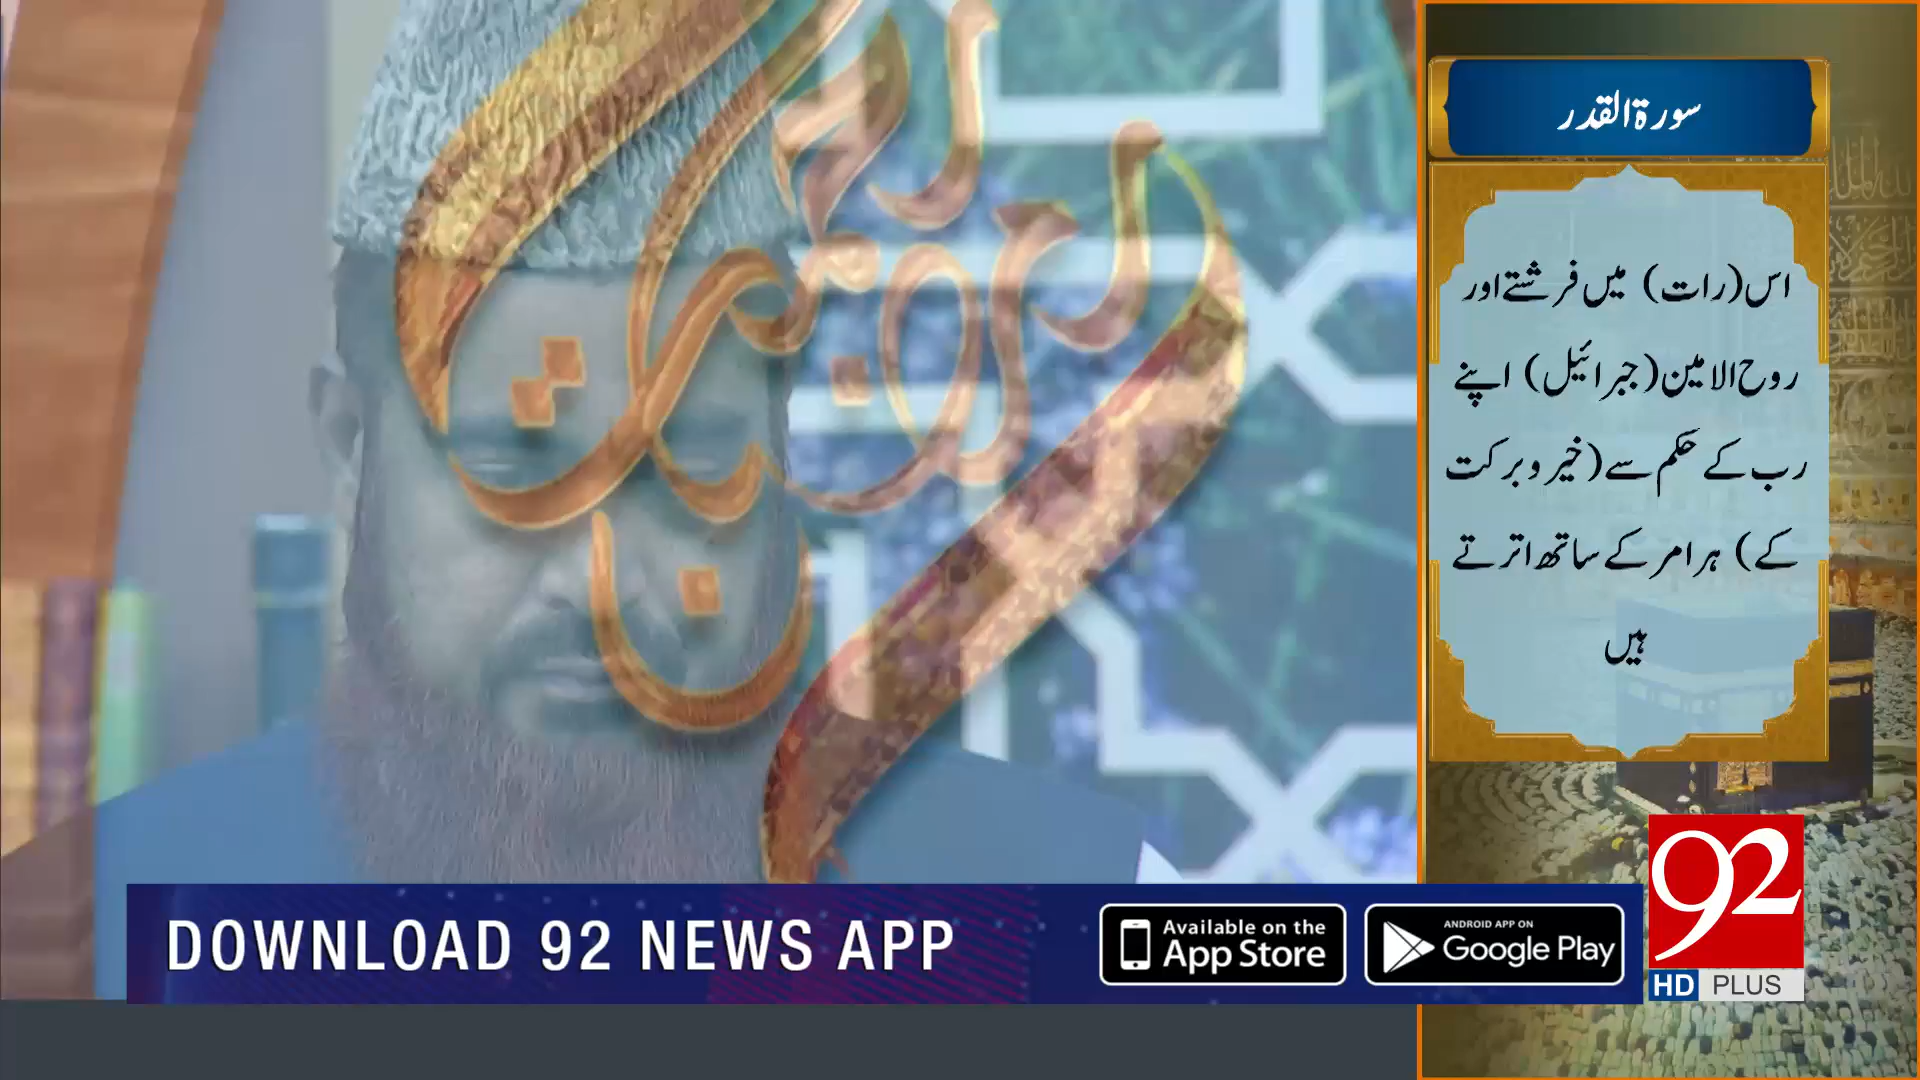 سورۃ القدر
اس (رات) میں فرشتے اور
روح الامین (جبرائیل) اپنے
رب کے حکم سے (خیر و برکت
کے) ہر امر کے ساتھ اترتے
ہیں
DOWNLOAD 92 NEWS APP
Available on the
App Store
ANDROID APP ON
Google Play
92
HD PLUS